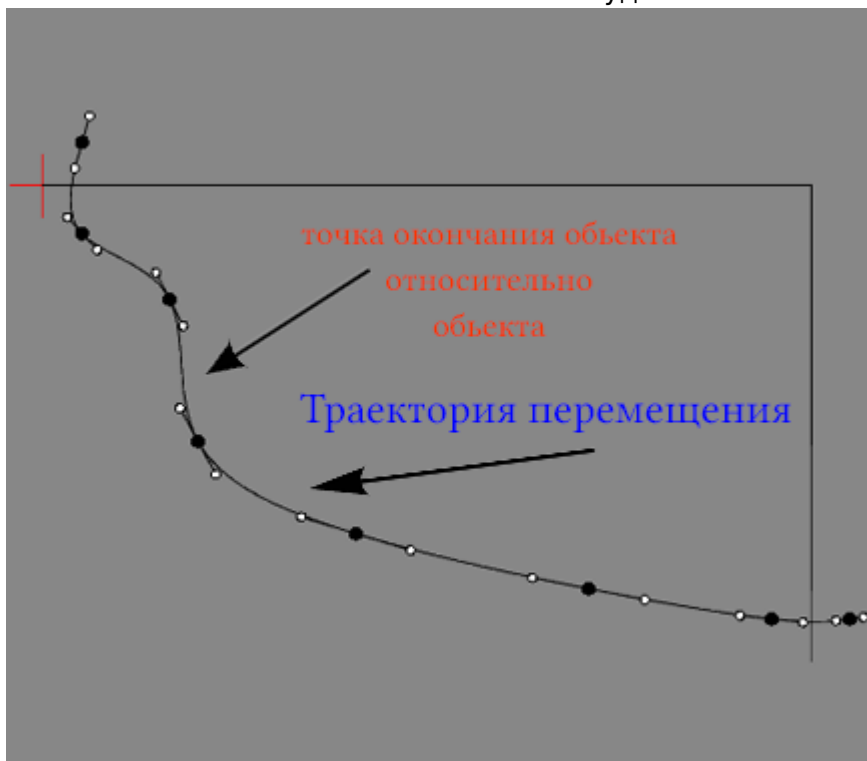 точка окончания обьекта
относительно
обьекта
Траектория перемещения